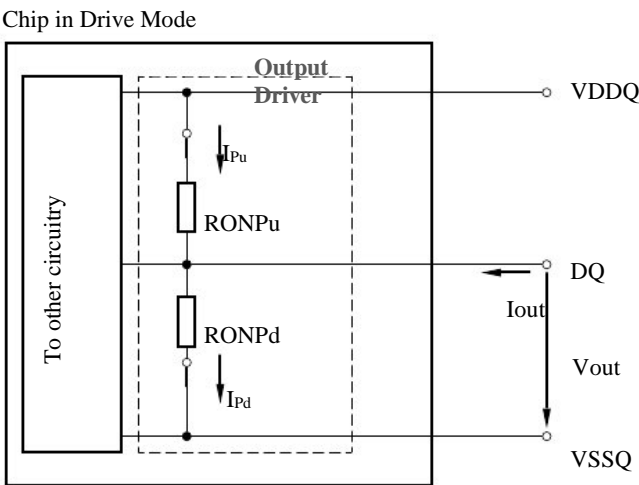 Chip in Drive Mode
Output
Driver
VDDQ
IPu
RONPu
To other circuitry
DQ
Iout
RONPd
Vout
IPd
VSSQ